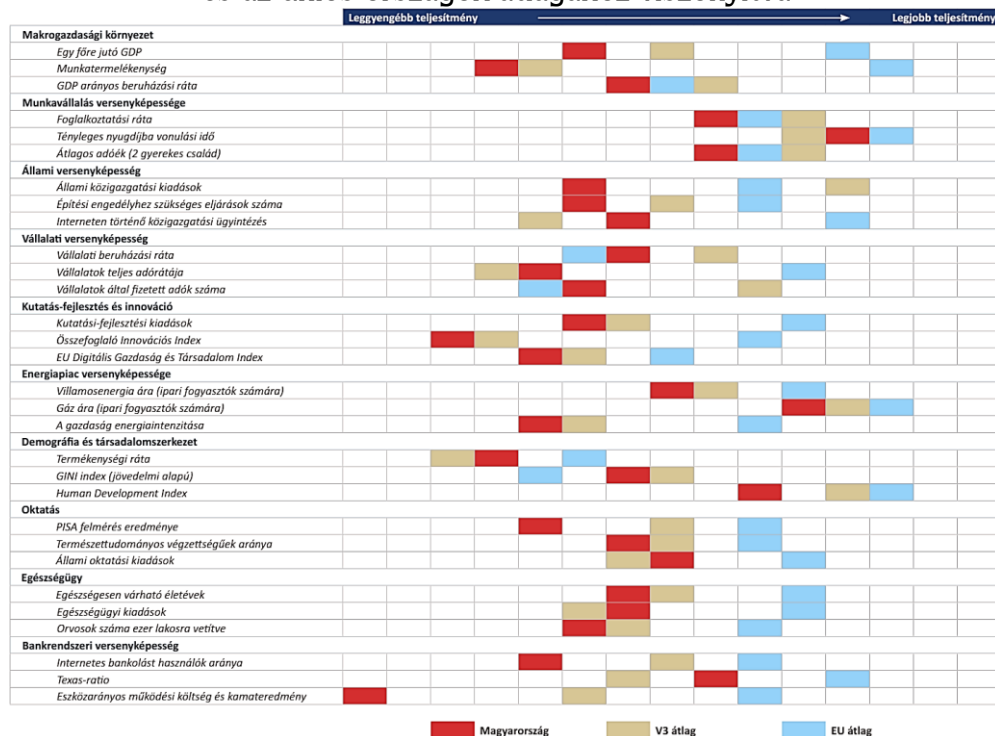 Leggyengébb teljesítmény Legjobb teljesítmény
Makrogazdasági környezet
Egy főre jutó GDP
Munkatermelékenység
GDP arányos beruházási ráta
Munkavállalás versenyképessége
Foglalkoztatási ráta
Tényleges nyugdíjba vonulási idő
Átlagos adóék (2 gyerekes család)
Állami versenyképesség
Állami közigazgatási kiadások
Építési engedélyhez szükséges eljárások száma
Interneten történő közigazgatási ügyintézés
Vállalati versenyképesség
Vállalati beruházási ráta
Vállalatok teljes adórátája
Vállalatok által fizetett adók száma
Kutatás-fejlesztés és innováció
Kutatási-fejlesztési kiadások
Összefoglaló Innovációs Index
EU Digitális Gazdaság és Társadalom Index
Energiapiac versenyképessége
Villamosenergia ára (ipari fogyasztók számára)
Gáz ára (ipari fogyasztók számára)
A gazdaság energiaintenzitása
Demográfia és társadalomszerkezet
Termékenységi ráta
GINI index (jövedelmi alapú)
Human Development Index
Oktatás
PISA felmérés eredménye
Természettudományos végzettségűek aránya
Állami oktatási kiadások
Egészségügy
Egészségesen várható életévek
Egészségügyi kiadások
Orvosok száma ezer lakosra vetítve
Bankrendszeri versenyképesség
Internetes bankolást használók aránya
Texas-ratio
Eszközarányos működési költség és kamateredmény
Magyarország V3 átlag EU átlag